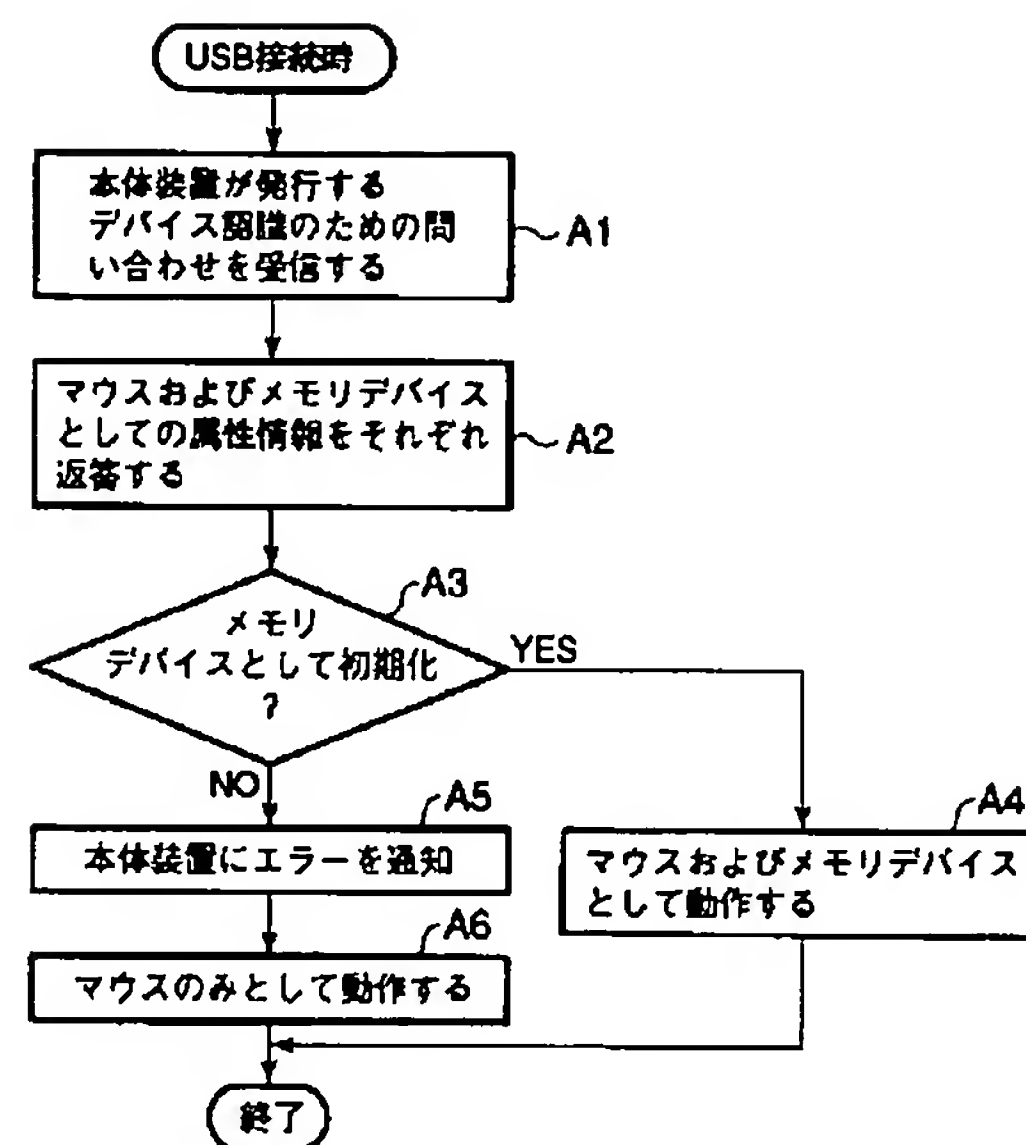 USB接続時
本体装置が発行する
デバイス認識のための問
い合わせを受信する
A1
マウスおよびメモリデバイス
としての属性情報をそれぞれ
返答する
A2
A3
メモリ
デバイスとして初期化
?
YES
NO
A5
本体装置にエラーを通知
A4
マウスおよびメモリデバイス
として動作する
A6
マウスのみとして動作する
終了